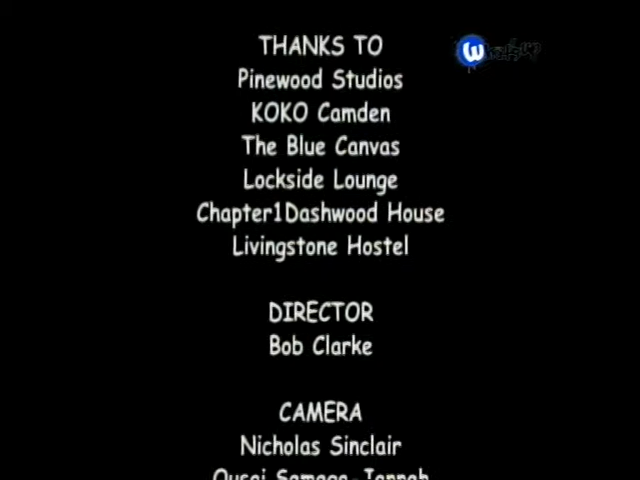 THANKS TO
Pinewood Studios
KOKO Camden
The Blue Canvas
Lockside Lounge
Chapter1Dashwood House
Livingstone Hostel
DIRECTOR
Bob Clarke
CAMERA
Nicholas Sinclair